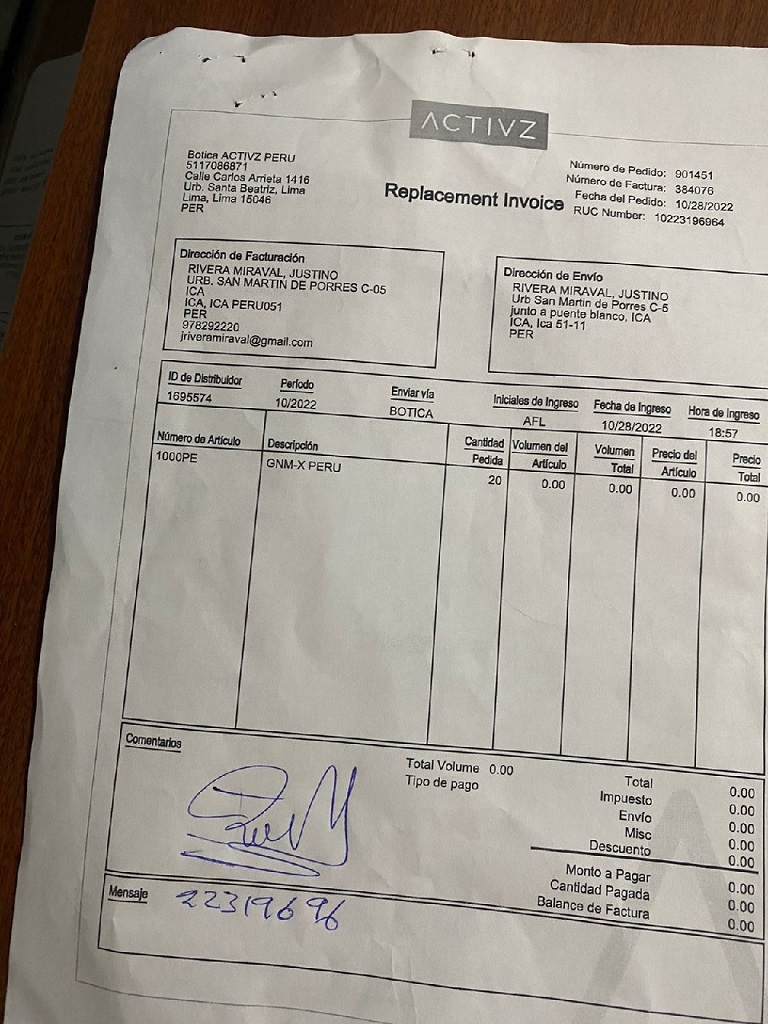 ACTIVZ
Botica ACTIVZ PERU
5117086871
Calle Carlos Arrieta 1416
Urb. Santa Beatriz, Lima
Lima, Lima 15046
PER
Replacement Invoice
Número de Pedido: 901451
Número de Factura: 384076
Fecha del Pedido: 10/28/2022
RUC Number: 10223196964
Dirección de Facturación
RIVERA MIRAVAL, JUSTINO
URB. SAN MARTIN DE PORRES C-05
ICA
ICA, ICA PERU051
PER
978292220
jriveramiraval@gmail.com
Dirección de Envío
RIVERA MIRAVAL, JUSTINO
Urb San Martin de Porres C-5
junto a puente blanco, ICA
ICA, Ica 51-11
PER
ID de Distribuidor Período Enviar vía Iniciales de Ingreso Fecha de Ingreso Hora de Ingreso
1695574 10/2022 BOTICA AFL 10/28/2022 18:57
Número de Artículo Descripción Cantidad Pedida Volumen del Artículo Volumen Total Precio del Artículo Precio Total
1000PE GNM-X PERU 20 0.00 0.00 0.00 0.00
Comentarios
Total Volume 0.00
Tipo de pago
Total 0.00
Impuesto 0.00
Envío 0.00
Misc 0.00
Descuento 0.00
Monto a Pagar 0.00
Cantidad Pagada 0.00
Balance de Factura 0.00
Mensaje 22319696